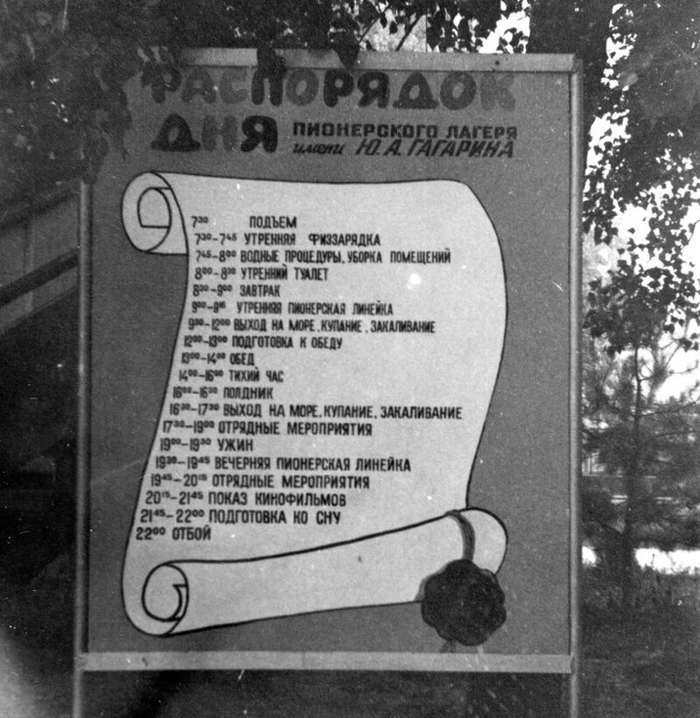 РАСПОРЯДОК
ДНЯ ПИОНЕРСКОГО ЛАГЕРЯ
имени Ю.А.ГАГАРИНА
7³⁰ ПОДЪЕМ
7³⁰-7⁴⁵ УТРЕННЯЯ ФИЗЗАРЯДКА
7⁴⁵-8⁰⁰ ВОДНЫЕ ПРОЦЕДУРЫ, УБОРКА ПОМЕЩЕНИЙ
8⁰⁰-8³⁰ УТРЕННИЙ ТУАЛЕТ
8³⁰-9⁰⁰ ЗАВТРАК
9⁰⁰-9¹⁵ УТРЕННЯЯ ПИОНЕРСКАЯ ЛИНЕЙКА
9³⁰-12⁰⁰ ВЫХОД НА МОРЕ, КУПАНИЕ, ЗАКАЛИВАНИЕ
12⁰⁰-13⁰⁰ ПОДГОТОВКА К ОБЕДУ
13⁰⁰-14⁰⁰ ОБЕД
14⁰⁰-16⁰⁰ ТИХИЙ ЧАС
16⁰⁰-16³⁰ ПОЛДНИК
16³⁰-17³⁰ ВЫХОД НА МОРЕ, КУПАНИЕ, ЗАКАЛИВАНИЕ
17³⁰-19⁰⁰ ОТРЯДНЫЕ МЕРОПРИЯТИЯ
19⁰⁰-19³⁰ УЖИН
19³⁰-19⁴⁵ ВЕЧЕРНЯЯ ПИОНЕРСКАЯ ЛИНЕЙКА
19⁴⁵-20¹⁵ ОТРЯДНЫЕ МЕРОПРИЯТИЯ
20¹⁵-21⁴⁵ ПОКАЗ КИНОФИЛЬМОВ
21⁴⁵-22⁰⁰ ПОДГОТОВКА КО СНУ
22⁰⁰ ОТБОЙ